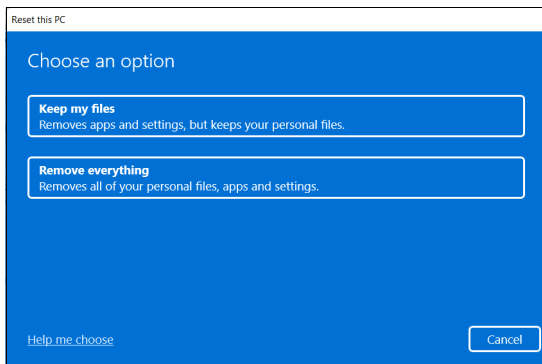 Reset this PC
Choose an option
Keep my files
Removes apps and settings, but keeps your personal files.
Remove everything
Removes all of your personal files, apps and settings.
Help me choose
Cancel